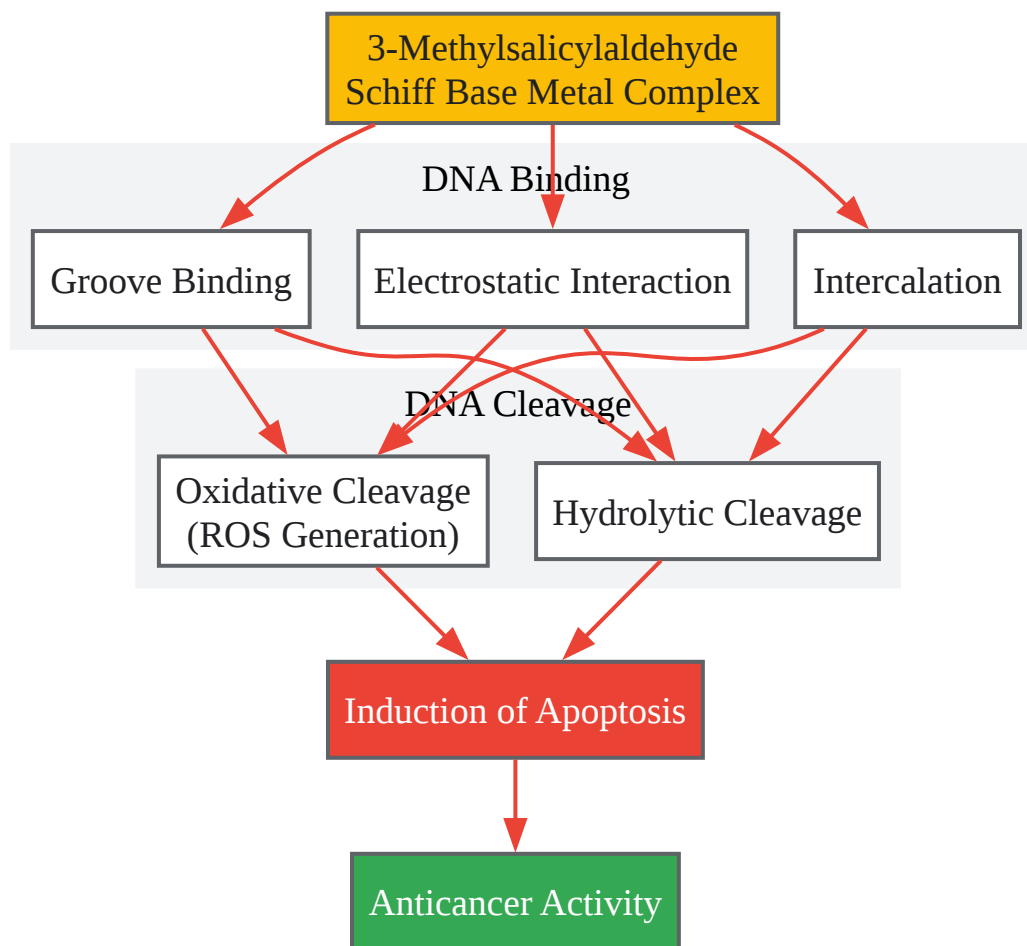 3-Methylsalicylaldehyde
Schiff Base Metal Complex
DNA Binding
Groove Binding
Electrostatic Interaction
Intercalation
DNA Cleavage
Oxidative Cleavage
(ROS Generation)
Hydrolytic Cleavage
Induction of Apoptosis
Anticancer Activity